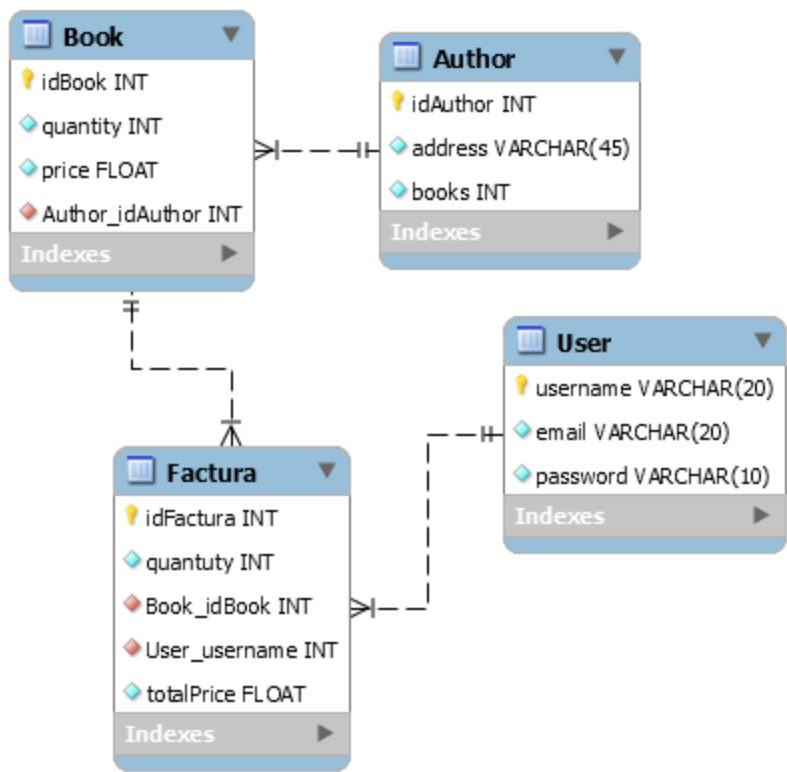 Book
idBook INT
quantity INT
price FLOAT
Author_idAuthor INT
Indexes
Author
idAuthor INT
address VARCHAR(45)
books INT
Indexes
User
username VARCHAR(20)
email VARCHAR(20)
password VARCHAR(10)
Indexes
Factura
idFactura INT
quantuty INT
Book_idBook INT
User_username INT
totalPrice FLOAT
Indexes